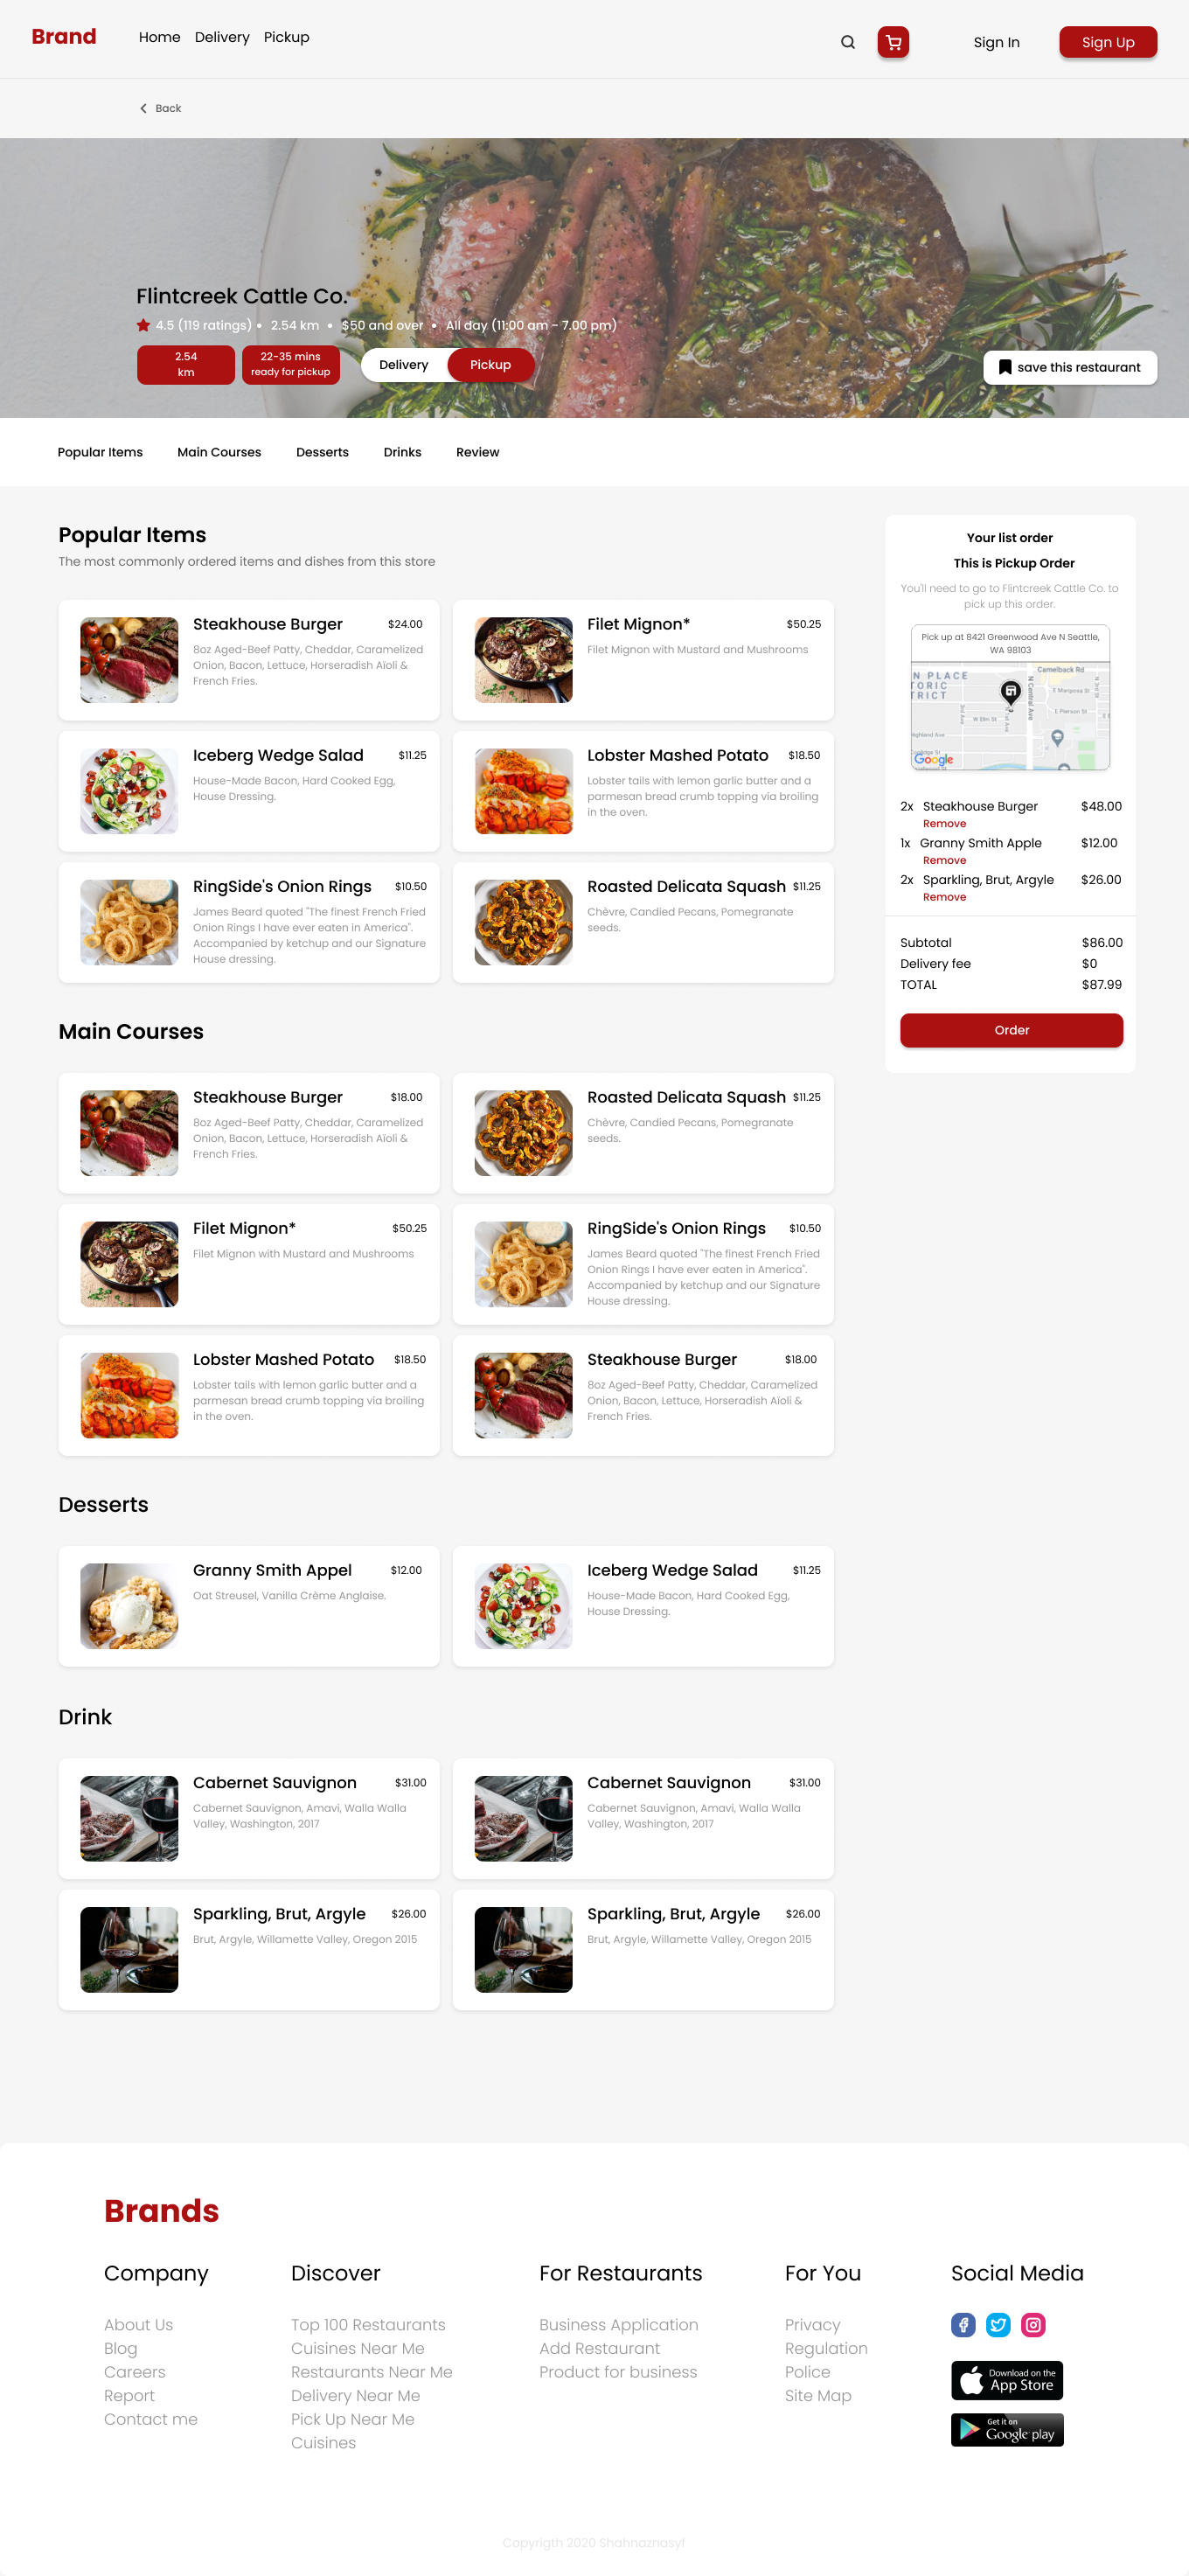 Brand
Home Delivery Pickup
Sign In
Sign Up
Back
Flintcreek Cattle Co.
4.5 (119 ratings) • 2.54 km • $50 and over • All day (11:00 am - 7.00 pm)
2.54
km
22-35 mins
ready for pickup
Delivery
Pickup
save this restaurant
Popular Items
Main Courses
Desserts
Drinks
Review
Popular Items
The most commonly ordered items and dishes from this store
Steakhouse Burger
$24.00
8oz Aged-Beef Patty, Cheddar, Caramelized
Onion, Bacon, Lettuce, Horseradish Aïoli &
French Fries.
Filet Mignon*
$50.25
Filet Mignon with Mustard and Mushrooms
Iceberg Wedge Salad
$11.25
House-Made Bacon, Hard Cooked Egg,
House Dressing.
Lobster Mashed Potato
$18.50
Lobster tails with lemon garlic butter and a
parmesan bread crumb topping via broiling
in the oven.
RingSide's Onion Rings
$10.50
James Beard quoted "The finest French Fried
Onion Rings I have ever eaten in America".
Accompanied by ketchup and our Signature
House dressing.
Roasted Delicata Squash
$11.25
Chèvre, Candied Pecans, Pomegranate
seeds.
Your list order
This is Pickup Order
You'll need to go to Flintcreek Cattle Co. to
pick up this order.
Pick up at 8421 Greenwood Ave N Seattle,
WA 98103
Camelback Rd
N PLACE
TORIC
TRICT
N Central Ave
E Mariposa St
E Pierson St
W Elm St
3rd Ave
Highland Ave
Coolidge St
Google
2x Steakhouse Burger
$48.00
Remove
1x Granny Smith Apple
$12.00
Remove
2x Sparkling, Brut, Argyle
$26.00
Remove
Subtotal
$86.00
Delivery fee
$0
TOTAL
$87.99
Order
Main Courses
Steakhouse Burger
$18.00
8oz Aged-Beef Patty, Cheddar, Caramelized
Onion, Bacon, Lettuce, Horseradish Aïoli &
French Fries.
Roasted Delicata Squash
$11.25
Chèvre, Candied Pecans, Pomegranate
seeds.
Filet Mignon*
$50.25
Filet Mignon with Mustard and Mushrooms
RingSide's Onion Rings
$10.50
James Beard quoted "The finest French Fried
Onion Rings I have ever eaten in America".
Accompanied by ketchup and our Signature
House dressing.
Lobster Mashed Potato
$18.50
Lobster tails with lemon garlic butter and a
parmesan bread crumb topping via broiling
in the oven.
Steakhouse Burger
$18.00
8oz Aged-Beef Patty, Cheddar, Caramelized
Onion, Bacon, Lettuce, Horseradish Aïoli &
French Fries.
Desserts
Granny Smith Appel
$12.00
Oat Streusel, Vanilla Crème Anglaise.
Iceberg Wedge Salad
$11.25
House-Made Bacon, Hard Cooked Egg,
House Dressing.
Drink
Cabernet Sauvignon
$31.00
Cabernet Sauvignon, Amavi, Walla Walla
Valley, Washington, 2017
Cabernet Sauvignon
$31.00
Cabernet Sauvignon, Amavi, Walla Walla
Valley, Washington, 2017
Sparkling, Brut, Argyle
$26.00
Brut, Argyle, Willamette Valley, Oregon 2015
Sparkling, Brut, Argyle
$26.00
Brut, Argyle, Willamette Valley, Oregon 2015
Brands
Company
About Us
Blog
Careers
Report
Contact me
Discover
Top 100 Restaurants
Cuisines Near Me
Restaurants Near Me
Delivery Near Me
Pick Up Near Me
Cuisines
For Restaurants
Business Application
Add Restaurant
Product for business
For You
Privacy
Regulation
Police
Site Map
Social Media
Download on the
App Store
Get it on
Google play
Copyrigth 2020 Shahnaznasyf